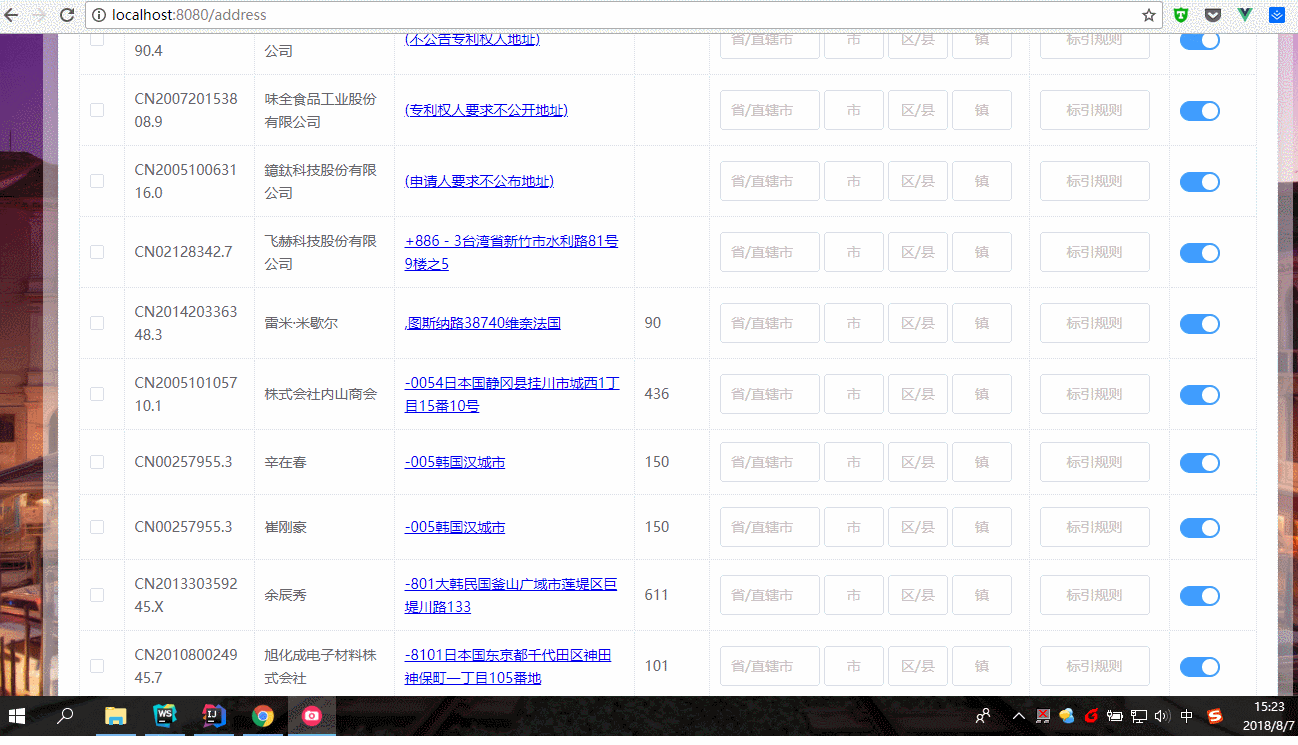 localhost:8080/address
90.4 公司 (不公告专利权人地址) 省/直辖市 市 区/县 镇 标引规则
CN2007201538 味全食品工业股份 (专利权人要求不公开地址) 省/直辖市 市 区/县 镇 标引规则
08.9 有限公司
CN2005100631 鐿鈦科技股份有限 (申请人要求不公布地址) 省/直辖市 市 区/县 镇 标引规则
16.0 公司
CN02128342.7 飞赫科技股份有限 +886－3台湾省新竹市水利路81号 省/直辖市 市 区/县 镇 标引规则
公司 9楼之5
CN2014203363 雷米·米歇尔 ,图斯纳路38740维奈法国 90 省/直辖市 市 区/县 镇 标引规则
48.3
CN2005101057 株式会社内山商会 -0054日本国静冈县挂川市城西1丁 436 省/直辖市 市 区/县 镇 标引规则
10.1 目15番10号
CN00257955.3 辛在春 -005韩国汉城市 150 省/直辖市 市 区/县 镇 标引规则
CN00257955.3 崔刚豪 -005韩国汉城市 150 省/直辖市 市 区/县 镇 标引规则
CN2013303592 余辰秀 -801大韩民国釜山广域市莲堤区巨 611 省/直辖市 市 区/县 镇 标引规则
45.X 堤川路133
CN2010800249 旭化成电子材料株 -8101日本国东京都千代田区神田 101 省/直辖市 市 区/县 镇 标引规则
45.7 式会社 神保町一丁目105番地
WS IJ 中 15:23
2018/8/7